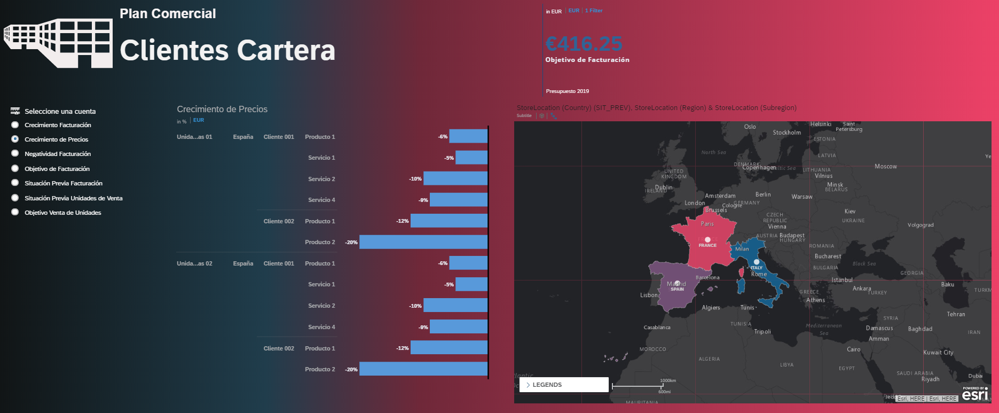 Plan Comercial
Clientes Cartera
in EUR | EUR | 1 Filter
€416.25
Objetivo de Facturación
Presupuesto 2019
Seleccione una cuenta
Crecimiento Facturación
Crecimiento de Precios
Negatividad Facturación
Objetivo de Facturación
Situación Previa Facturación
Situación Previa Unidades de Venta
Objetivo Venta de Unidades
Crecimiento de Precios
in % | EUR
Unida...as 01 España Cliente 001 Producto 1 -6%
Servicio 1 -5%
Servicio 2 -10%
Servicio 4 -9%
Cliente 002 Producto 1 -12%
Producto 2 -20%
Unida...as 02 España Cliente 001 Producto 1 -6%
Servicio 1 -5%
Servicio 2 -10%
Servicio 4 -9%
Cliente 002 Producto 1 -12%
Producto 2 -20%
StoreLocation (Country) (SIT_PREV), StoreLocation (Region) & StoreLocation (Subregion)
Subtitle
Oslo
Stockholm
Helsinki
Saint
Petersburg
ESTONIA
North Sea
LATVIA
Ye
DENMARK
Copenhagen
ltic Sea
LITHUANIA
Moscow
UNITED
KINGDOM
Vilnius
Minsk
BELARUS
Dublin
IRELAND
Amsterdam
Berlin
Warsaw
London
Cologne
GERMANY
Brussels
Kiev
UKRAINE
CZECH
REPUBLIC
Paris
Vienna
Volgograd
AUSTRIA
Budapest
HUNGARY
FRANCE
FRANCE
Milan
ROMANIA
Bucharest
Black Sea
ITALY
Rome
BULGARIA
GEORGIA
Barcelona
Istanbul
Madrid
SPAIN
Baku
Ankara
TURKEY
TURKM
Lisbon
GREECE
Athens
Algiers
Tunis
Tehran
SYRIA
Casablanca
TUNISIA
Mediterranean
Sea
Damascus
Baghdad
Tripoli
IRAN
Amman
MOROCCO
Cairo
Kuwait City
ALGERIA
LIBYA
EGYPT
SAUDI ARABIA
Riyadh
Dubai
lantic
Oc
LEGENDS
1000km
600mi
MAURITANIA
Jedd
OMAN
Esri, HERE | Esri, HERE
POWERED BY
esri